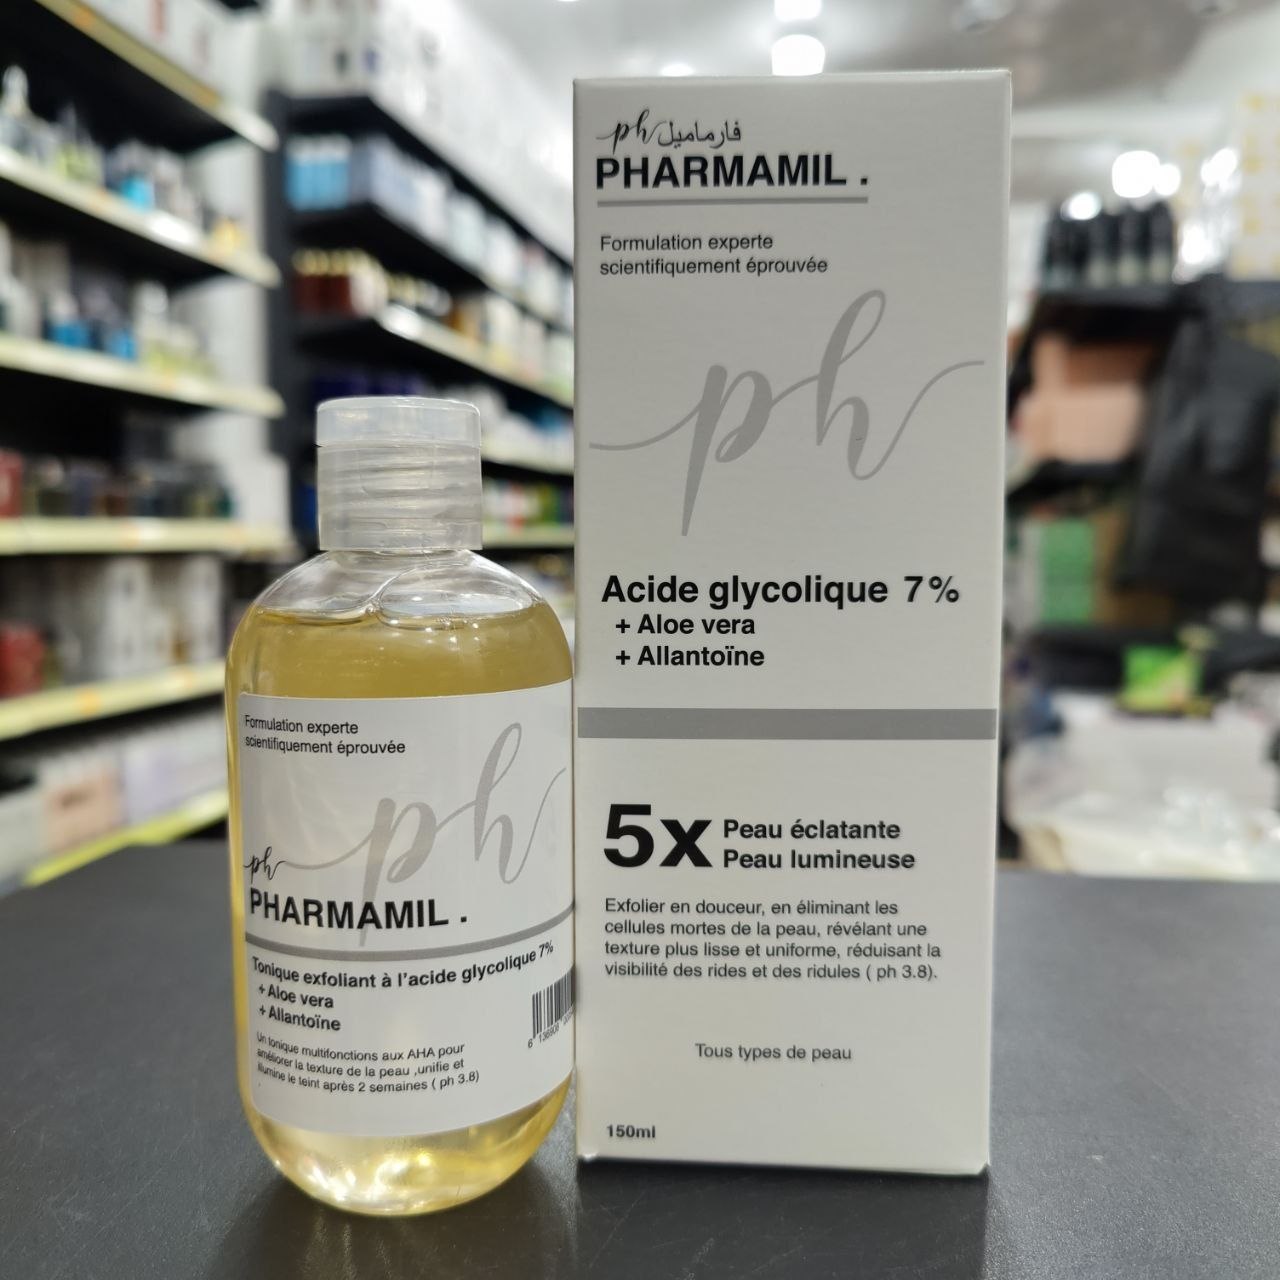 ph فارماميل
PHARMAMIL .
Formulation experte
scientifiquement éprouvée
ph
Acide glycolique 7%
+ Aloe vera
+ Allantoïne
5x
Peau éclatante
Peau lumineuse
Exfolier en douceur, en éliminant les
cellules mortes de la peau, révélant une
texture plus lisse et uniforme, réduisant la
visibilité des rides et des ridules ( ph 3.8).
Tous types de peau
150ml
Formulation experte
scientifiquement éprouvée
ph
ph
PHARMAMIL .
Tonique exfoliant à l'acide glycolique 7%
+ Aloe vera
+ Allantoïne
Un tonique multifonctions aux AHA pour
améliorer la texture de la peau ,unifie et
illumine le teint après 2 semaines ( ph 3.8)